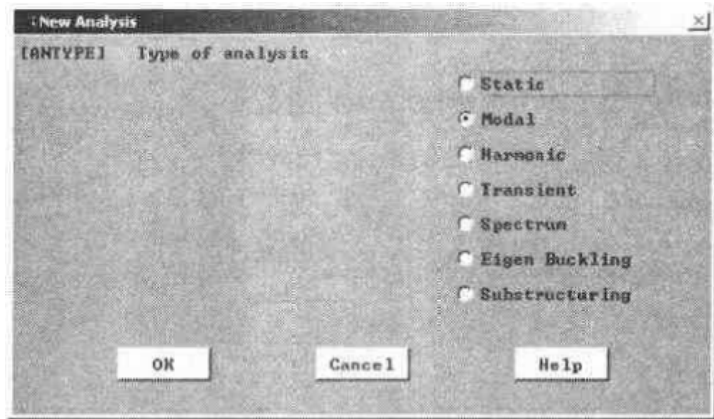 New Analysis
[ANTYPE] Type of analysis
Static
Modal
Harmonic
Transient
Spectrum
Eigen Buckling
Substructuring
OK
Cancel
Help